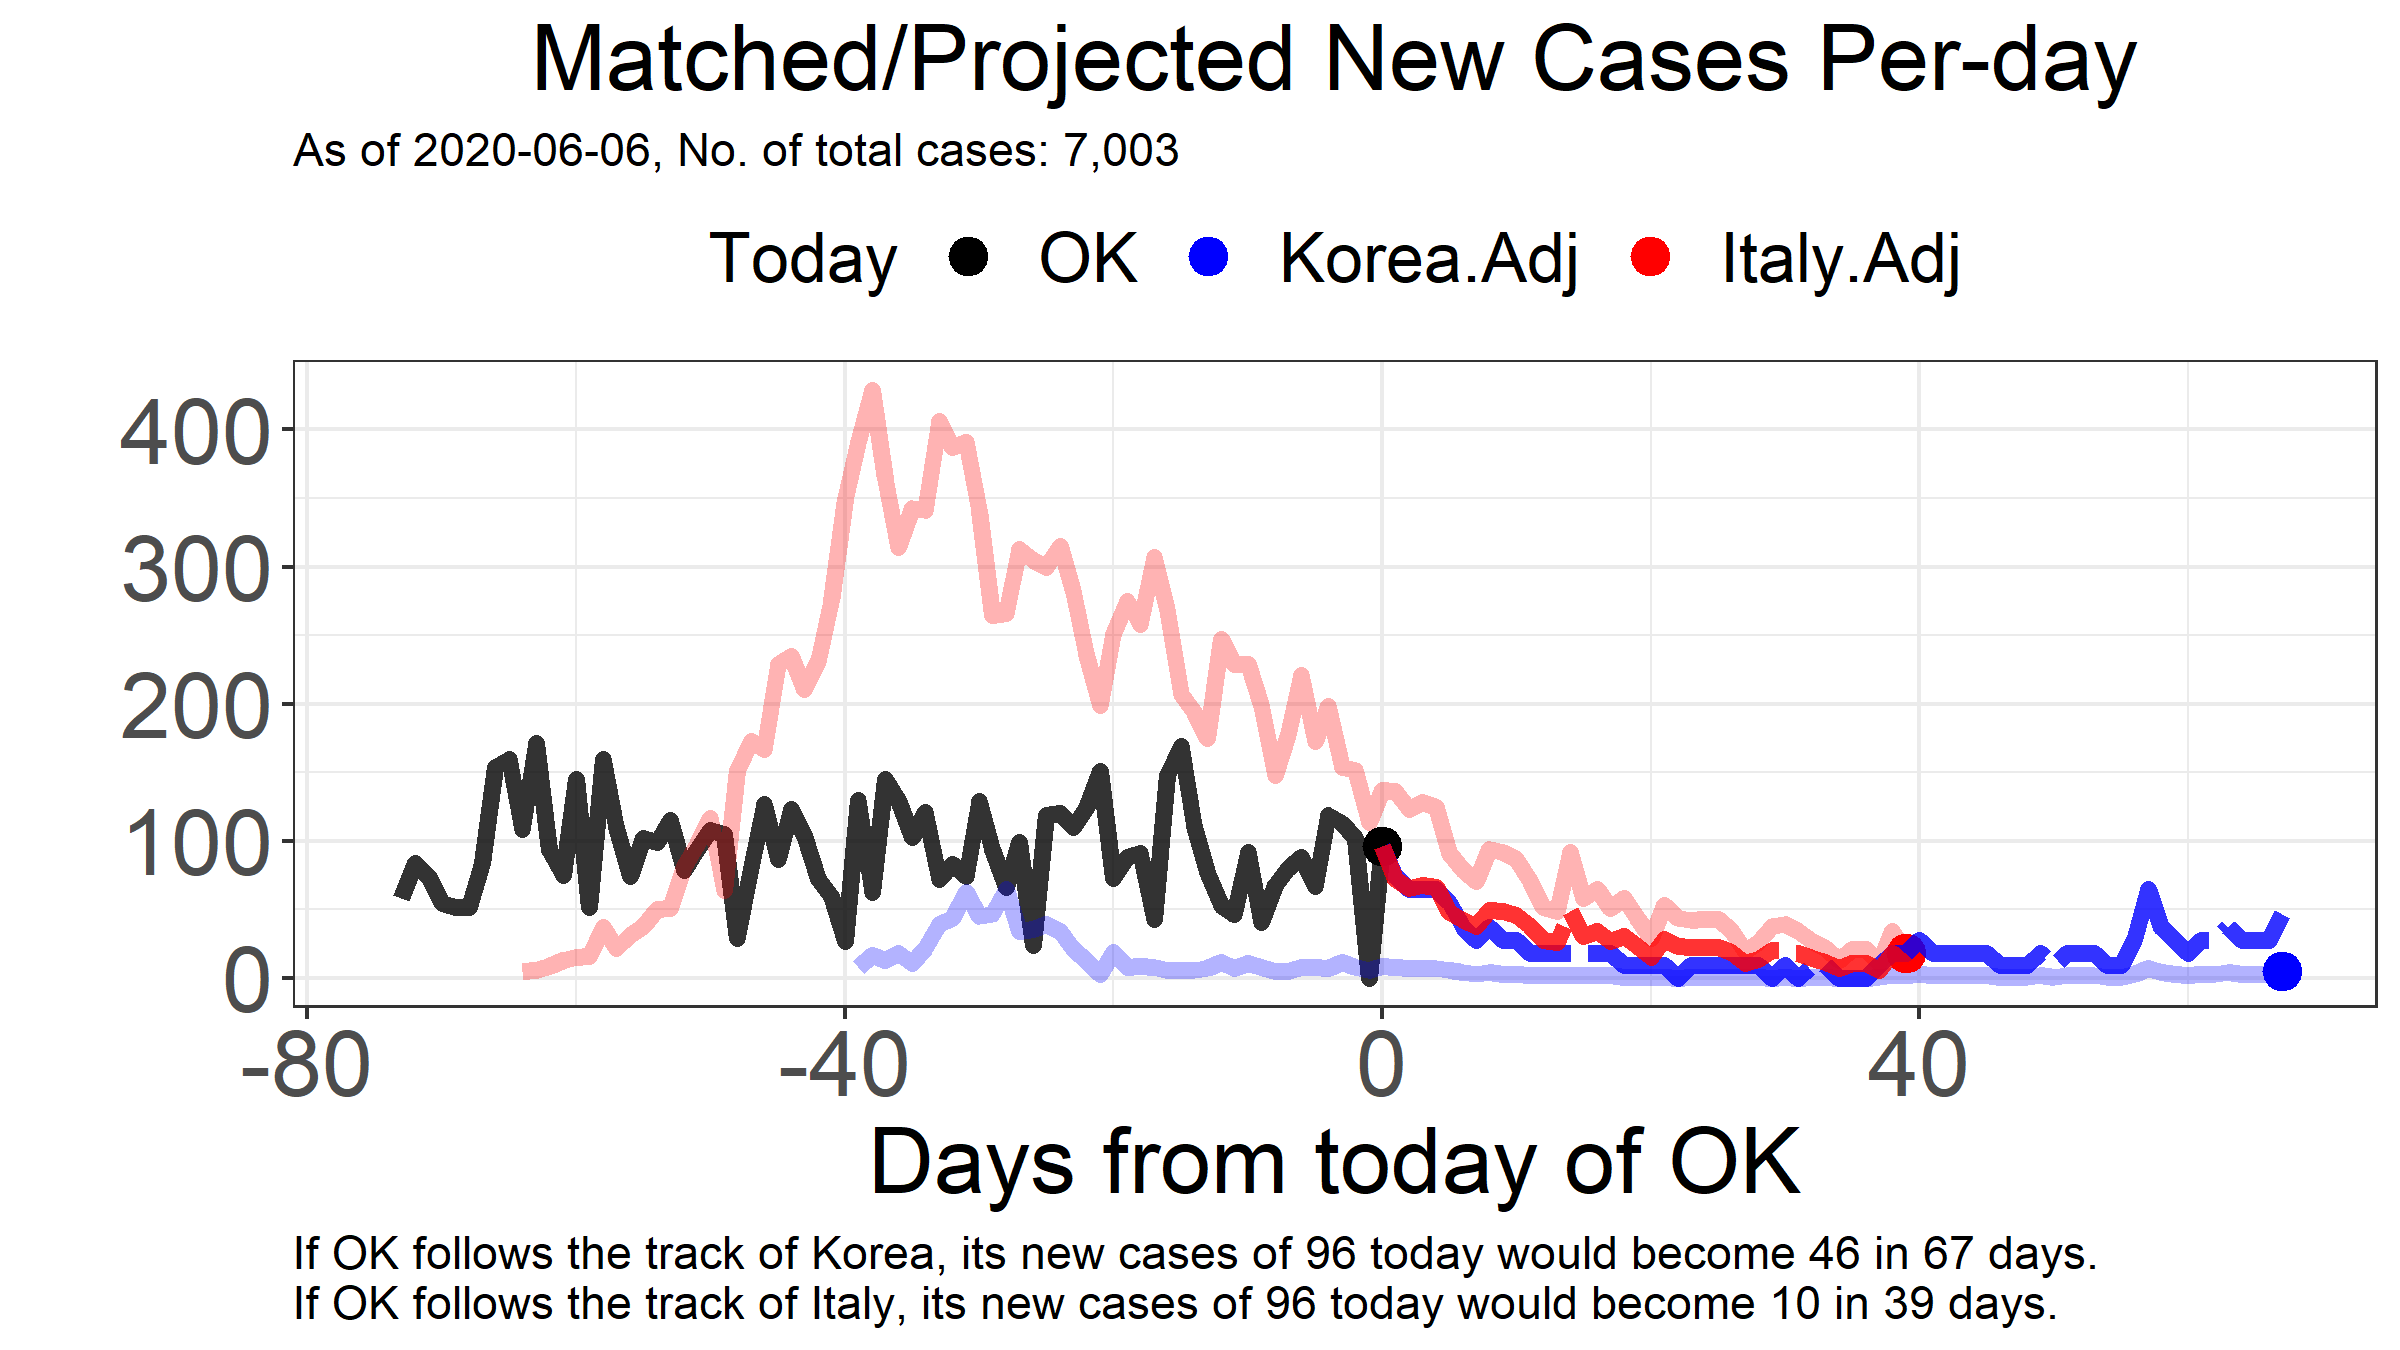 Matched/Projected New Cases Per-day
As of 2020-06-06, No. of total cases: 7,003
Today OK Korea.Adj Italy.Adj
400
300
200
100
0
-80 -40 0 40
Days from today of OK
If OK follows the track of Korea, its new cases of 96 today would become 46 in 67 days.
If OK follows the track of Italy, its new cases of 96 today would become 10 in 39 days.